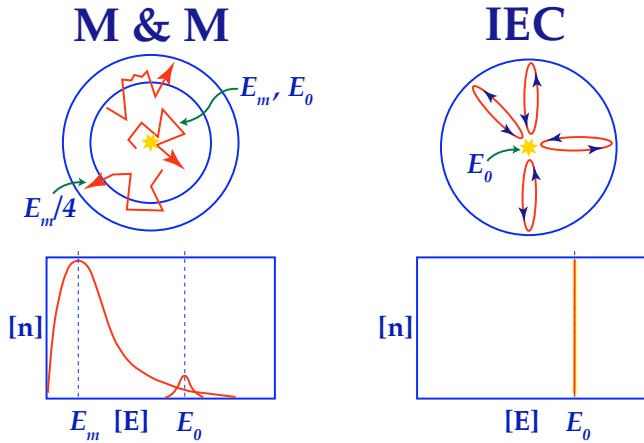 M & M
IEC
E_m, E_0
E_m/4
E_0
[n]
E_m [E] E_0
[n]
[E] E_0